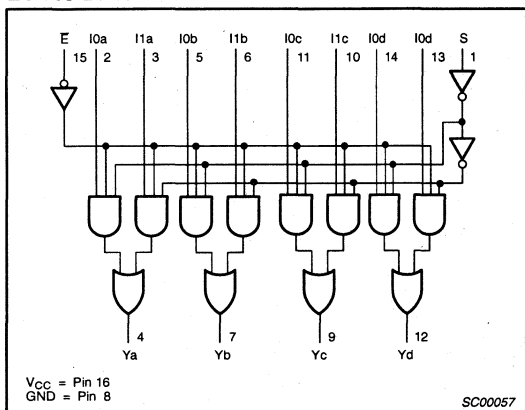 E̅ I0a I1a I0b I1b I0c I1c I0d I0d S
15 2 3 5 6 11 10 14 13 1
4 7 9 12
Ya Yb Yc Yd
VCC = Pin 16
GND = Pin 8
SC00057